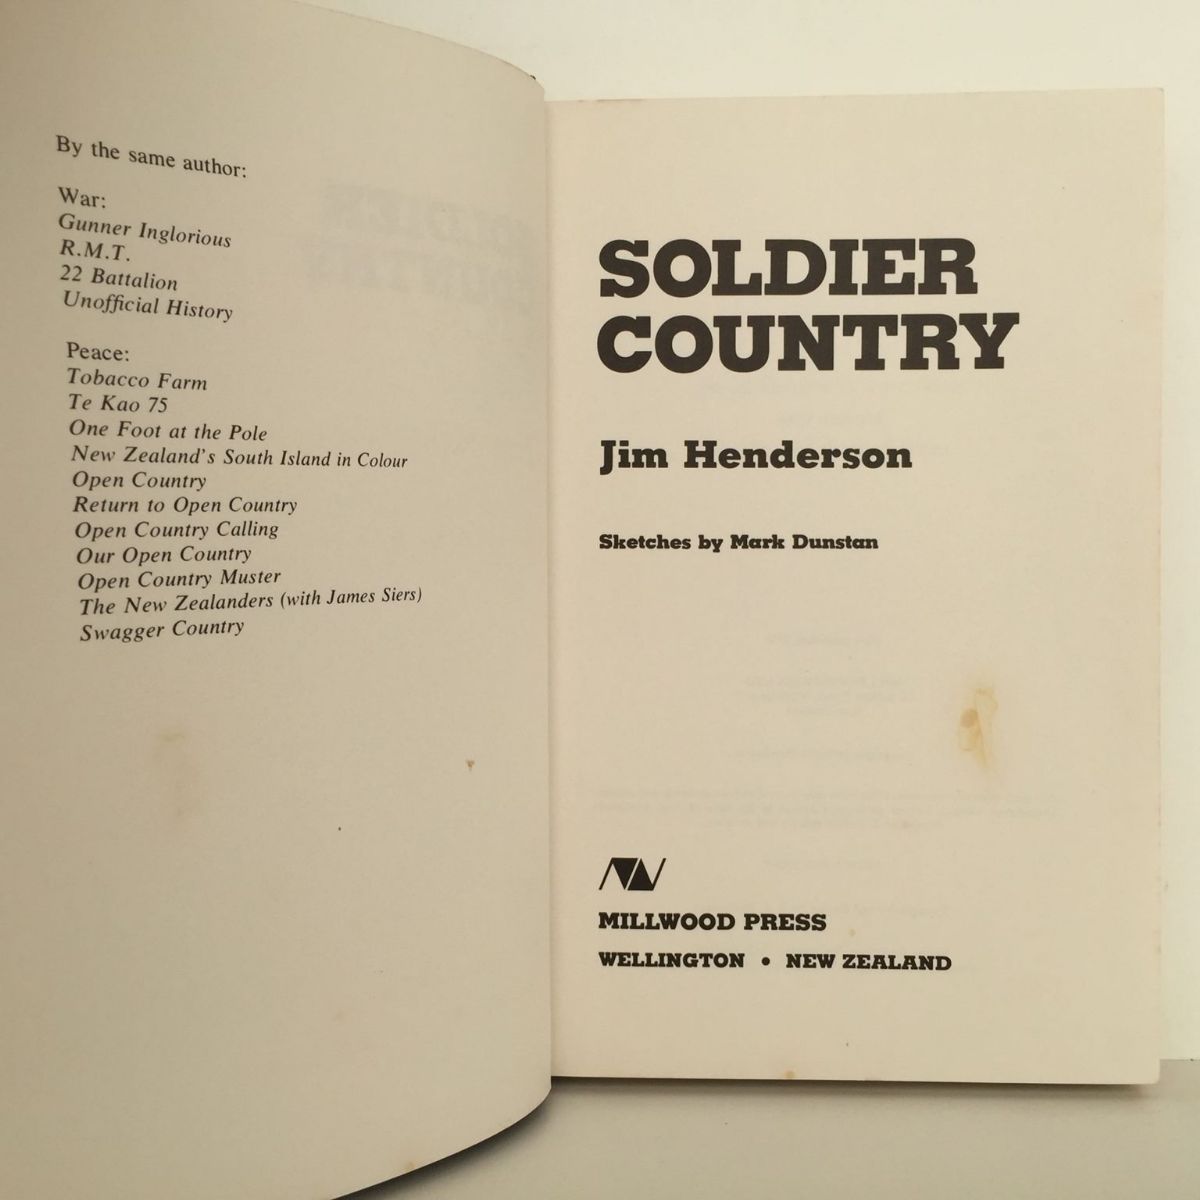 By the same author:
War:
Gunner Inglorious
R.M.T.
22 Battalion
Unofficial History
Peace:
Tobacco Farm
Te Kao 75
One Foot at the Pole
New Zealand's South Island in Colour
Open Country
Return to Open Country
Open Country Calling
Our Open Country
Open Country Muster
The New Zealanders (with James Siers)
Swagger Country
SOLDIER
COUNTRY
Jim Henderson
Sketches by Mark Dunstan
MILLWOOD PRESS
WELLINGTON • NEW ZEALAND